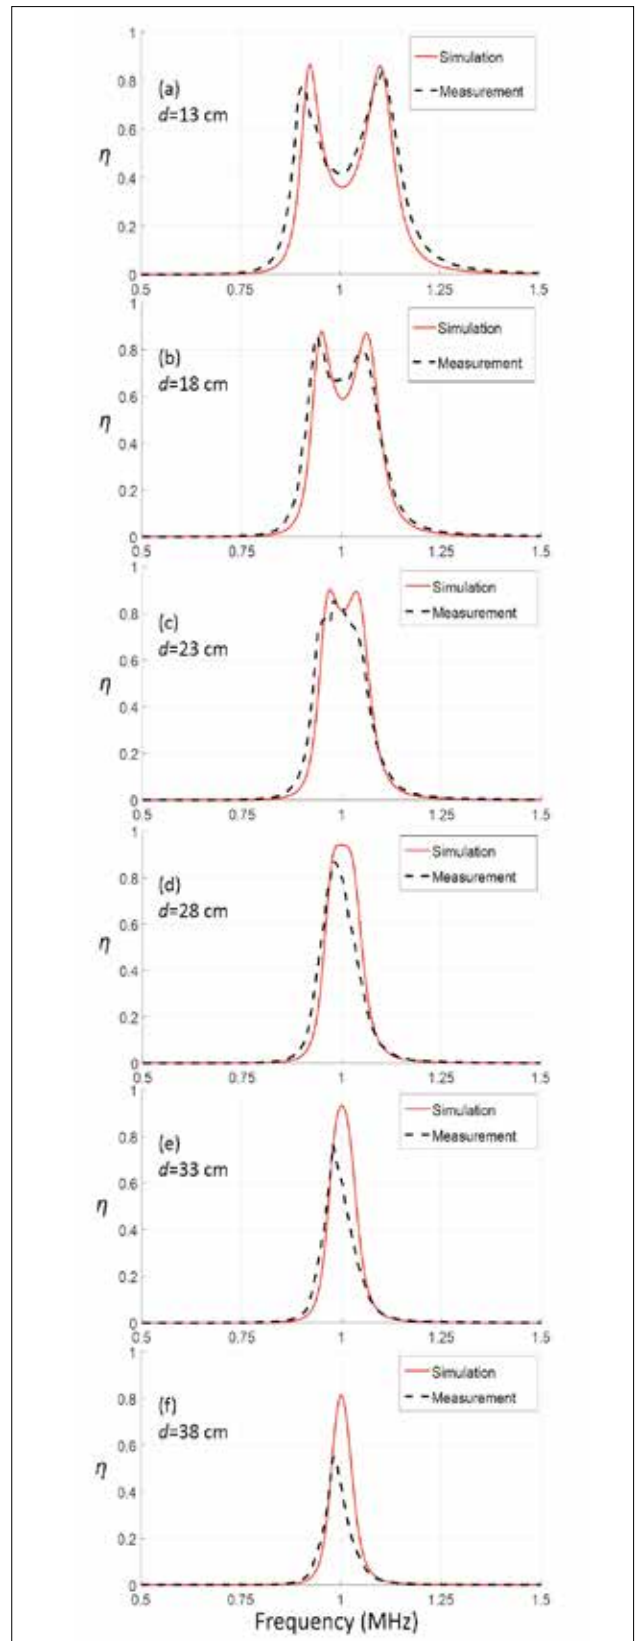 1
Simulation
Measurement
(a)
d=13 cm
0.8
0.6
η
0.4
0.2
0
0.5 0.75 1 1.25 1.5
1
Simulation
Measurement
(b)
d=18 cm
0.8
0.6
η
0.4
0.2
0
0.5 0.75 1 1.25 1.5
1
Simulation
Measurement
(c)
d=23 cm
0.8
0.6
η
0.4
0.2
0
0.5 0.75 1 1.25 1.5
1
Simulation
Measurement
(d)
d=28 cm
0.8
0.6
η
0.4
0.2
0
0.5 0.75 1 1.25 1.5
1
Simulation
Measurement
(e)
d=33 cm
0.8
0.6
η
0.4
0.2
0
0.5 0.75 1 1.25 1.5
1
Simulation
Measurement
(f)
d=38 cm
0.8
0.6
η
0.4
0.2
0
0.5 0.75 1 1.25 1.5
Frequency (MHz)